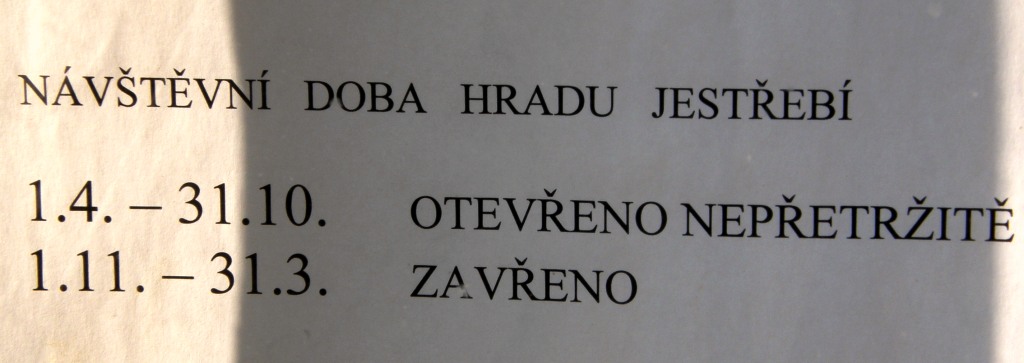 NÁVŠTĚVNÍ DOBA HRADU JESTŘEBÍ
1.4. – 31.10. OTEVŘENO NEPŘETRŽITĚ
1.11. – 31.3. ZAVŘENO